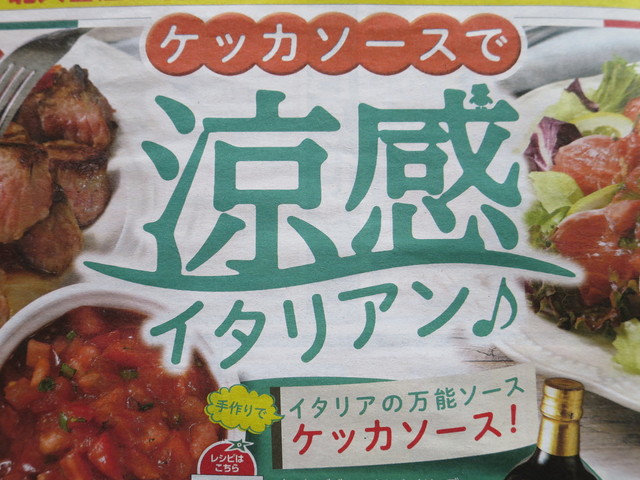 ケッカソースで
涼感
イタリアン♪
手作りで
イタリアの万能ソース
ケッカソース!
レシピは
こちら